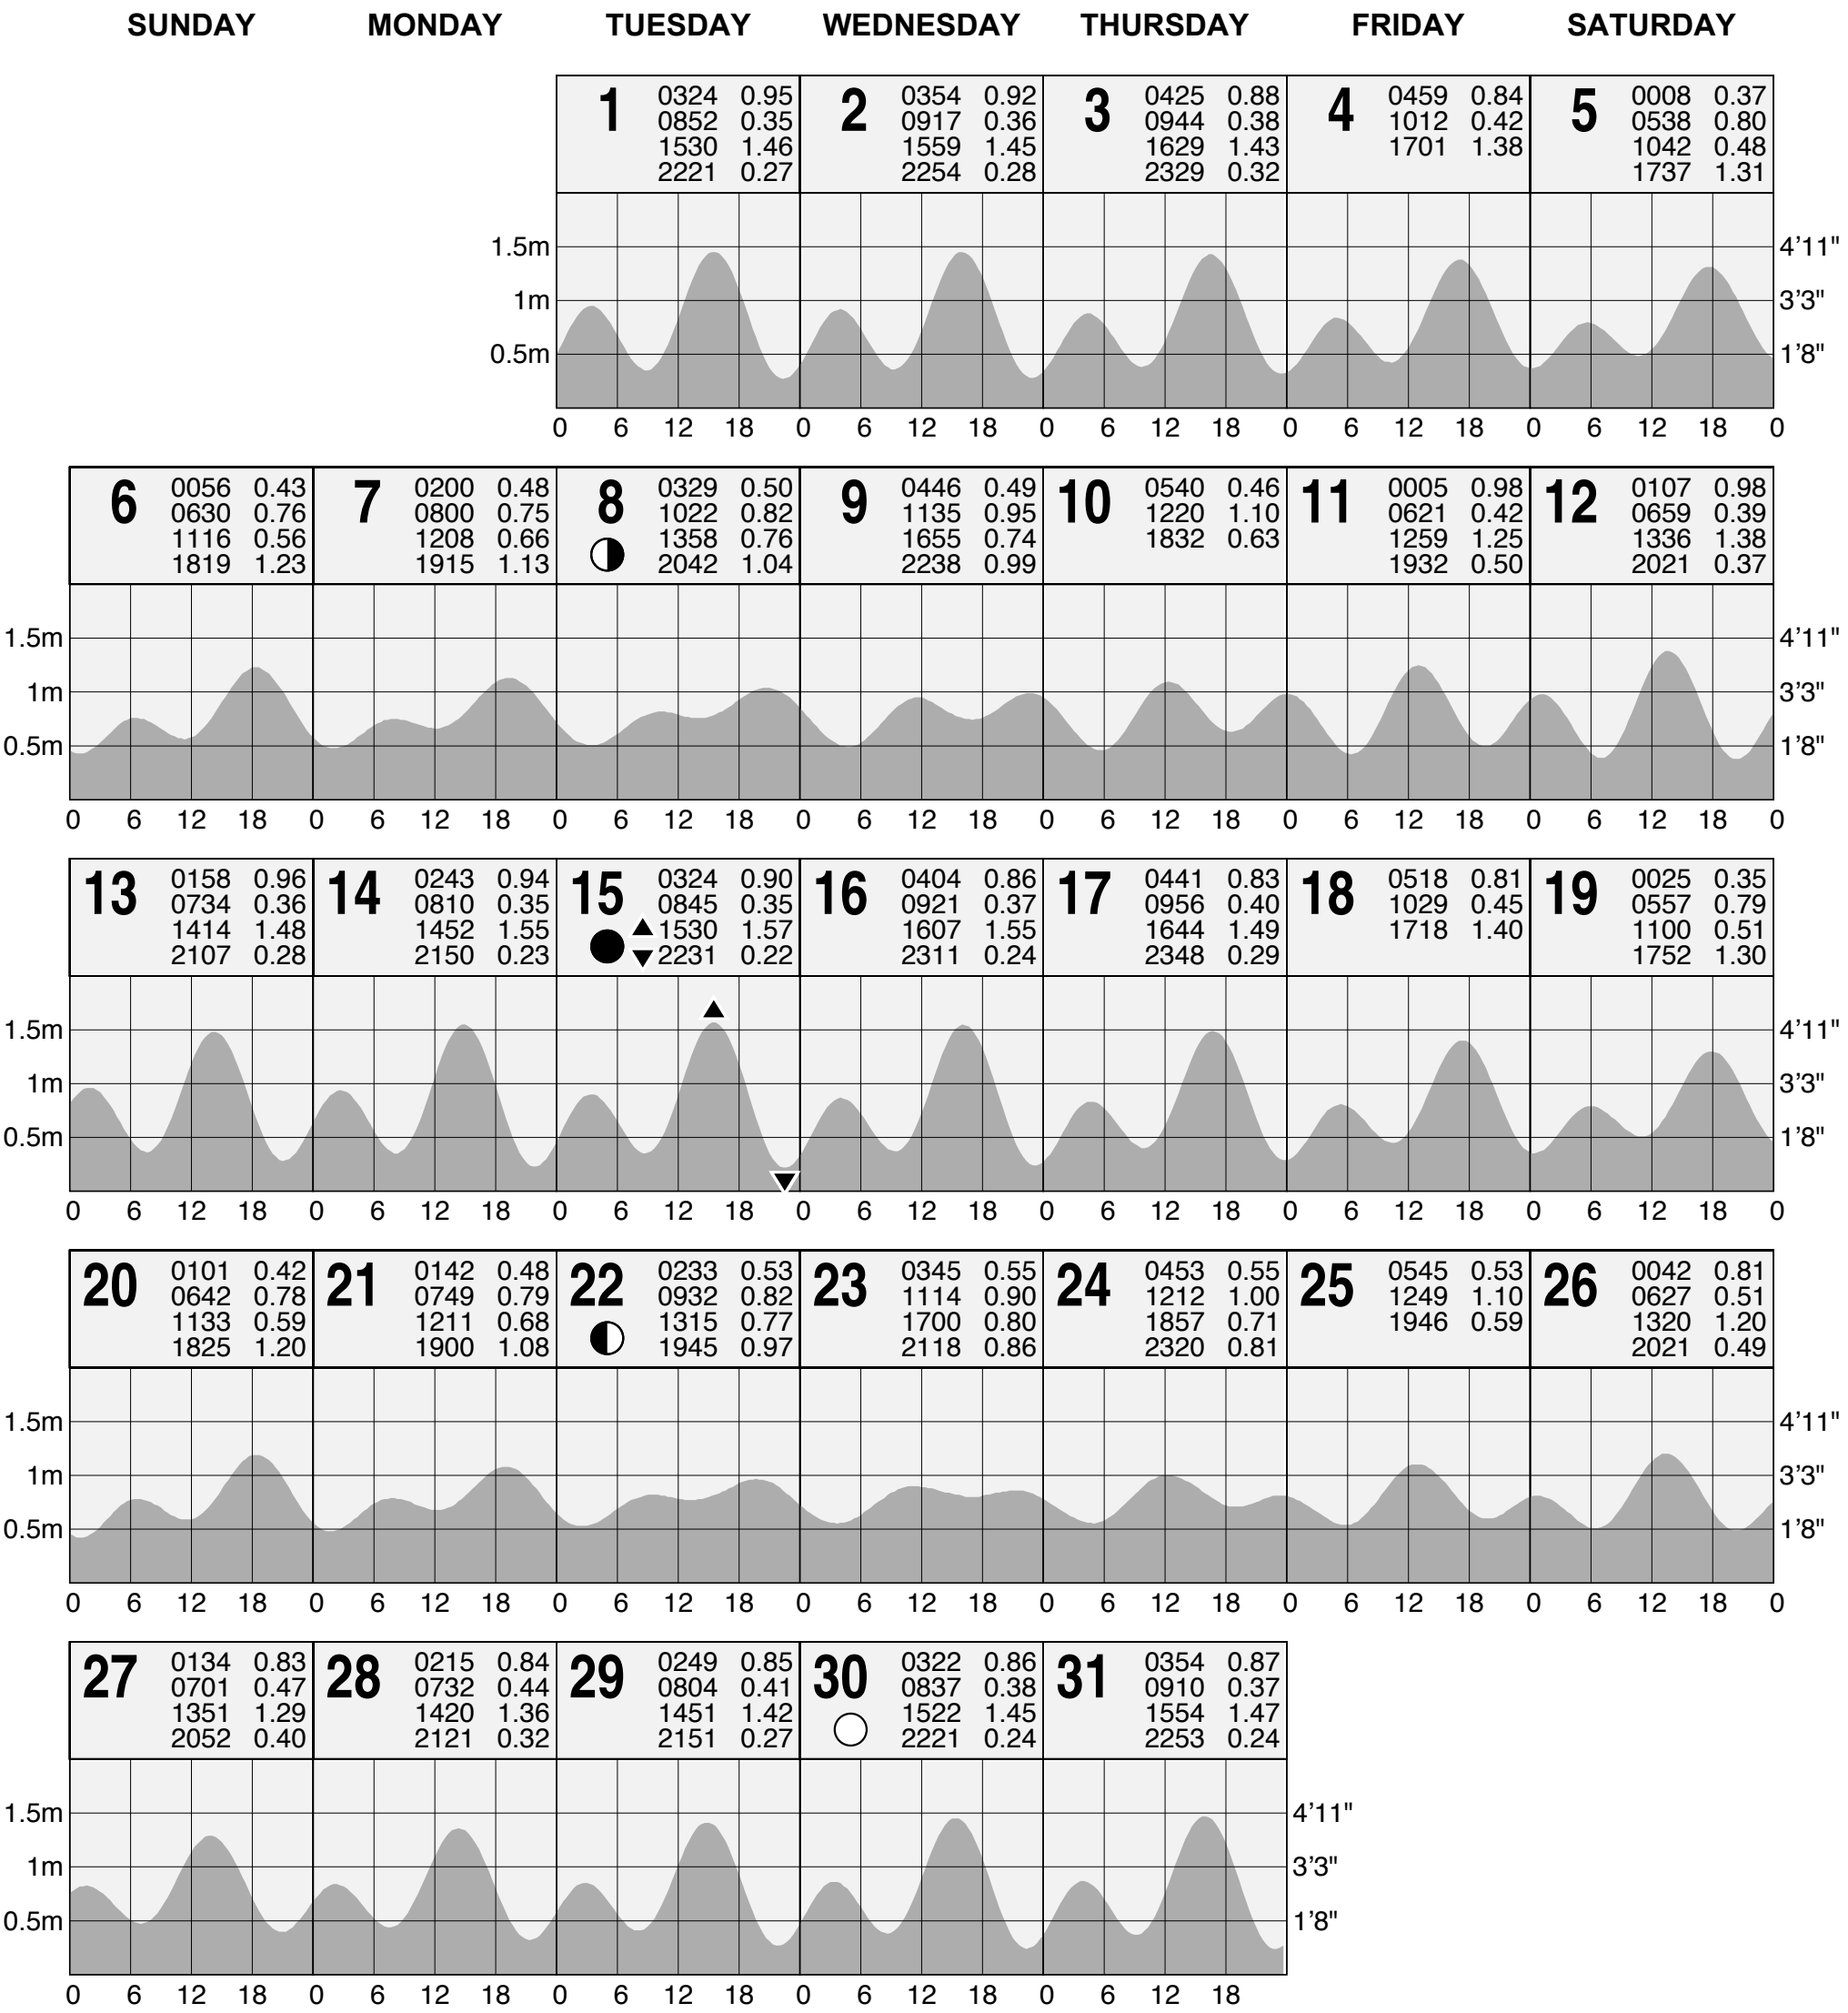 SUNDAY MONDAY TUESDAY WEDNESDAY THURSDAY FRIDAY SATURDAY
1 0324 0.95
0852 0.35
1530 1.46
2221 0.27
2 0354 0.92
0917 0.36
1559 1.45
2254 0.28
3 0425 0.88
0944 0.38
1629 1.43
2329 0.32
4 0459 0.84
1012 0.42
1701 1.38
5 0008 0.37
0538 0.80
1042 0.48
1737 1.31
1.5m 4'11"
1m 3'3"
0.5m 1'8"
0 6 12 18 0 6 12 18 0 6 12 18 0 6 12 18 0 6 12 18 0
6 0056 0.43
0630 0.76
1116 0.56
1819 1.23
7 0200 0.48
0800 0.75
1208 0.66
1915 1.13
8 0329 0.50
1022 0.82
1358 0.76
2042 1.04
9 0446 0.49
1135 0.95
1655 0.74
2238 0.99
10 0540 0.46
1220 1.10
1832 0.63
11 0005 0.98
0621 0.42
1259 1.25
1932 0.50
12 0107 0.98
0659 0.39
1336 1.38
2021 0.37
1.5m 4'11"
1m 3'3"
0.5m 1'8"
0 6 12 18 0 6 12 18 0 6 12 18 0 6 12 18 0 6 12 18 0 6 12 18 0 6 12 18 0
13 0158 0.96
0734 0.36
1414 1.48
2107 0.28
14 0243 0.94
0810 0.35
1452 1.55
2150 0.23
15 0324 0.90
0845 0.35
1530 1.57
2231 0.22
16 0404 0.86
0921 0.37
1607 1.55
2311 0.24
17 0441 0.83
0956 0.40
1644 1.49
2348 0.29
18 0518 0.81
1029 0.45
1718 1.40
19 0025 0.35
0557 0.79
1100 0.51
1752 1.30
1.5m 4'11"
1m 3'3"
0.5m 1'8"
0 6 12 18 0 6 12 18 0 6 12 18 0 6 12 18 0 6 12 18 0 6 12 18 0 6 12 18 0
20 0101 0.42
0642 0.78
1133 0.59
1825 1.20
21 0142 0.48
0749 0.79
1211 0.68
1900 1.08
22 0233 0.53
0932 0.82
1315 0.77
1945 0.97
23 0345 0.55
1114 0.90
1700 0.80
2118 0.86
24 0453 0.55
1212 1.00
1857 0.71
2320 0.81
25 0545 0.53
1249 1.10
1946 0.59
26 0042 0.81
0627 0.51
1320 1.20
2021 0.49
1.5m 4'11"
1m 3'3"
0.5m 1'8"
0 6 12 18 0 6 12 18 0 6 12 18 0 6 12 18 0 6 12 18 0 6 12 18 0 6 12 18 0
27 0134 0.83
0701 0.47
1351 1.29
2052 0.40
28 0215 0.84
0732 0.44
1420 1.36
2121 0.32
29 0249 0.85
0804 0.41
1451 1.42
2151 0.27
30 0322 0.86
0837 0.38
1522 1.45
2221 0.24
31 0354 0.87
0910 0.37
1554 1.47
2253 0.24
1.5m 4'11"
1m 3'3"
0.5m 1'8"
0 6 12 18 0 6 12 18 0 6 12 18 0 6 12 18 0 6 12 18